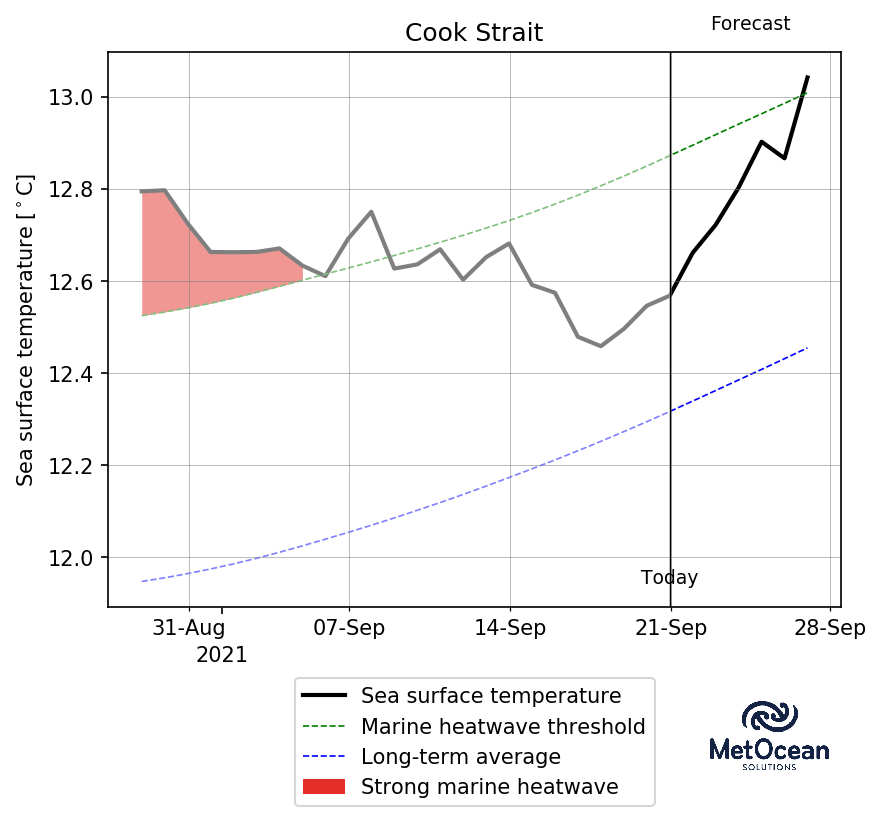 Forecast
Cook Strait
Sea surface temperature [°C]
13.0
12.8
12.6
12.4
12.2
12.0
Today
31-Aug 07-Sep 14-Sep 21-Sep 28-Sep
2021
Sea surface temperature
Marine heatwave threshold
Long-term average
Strong marine heatwave
MetOcean
SOLUTIONS